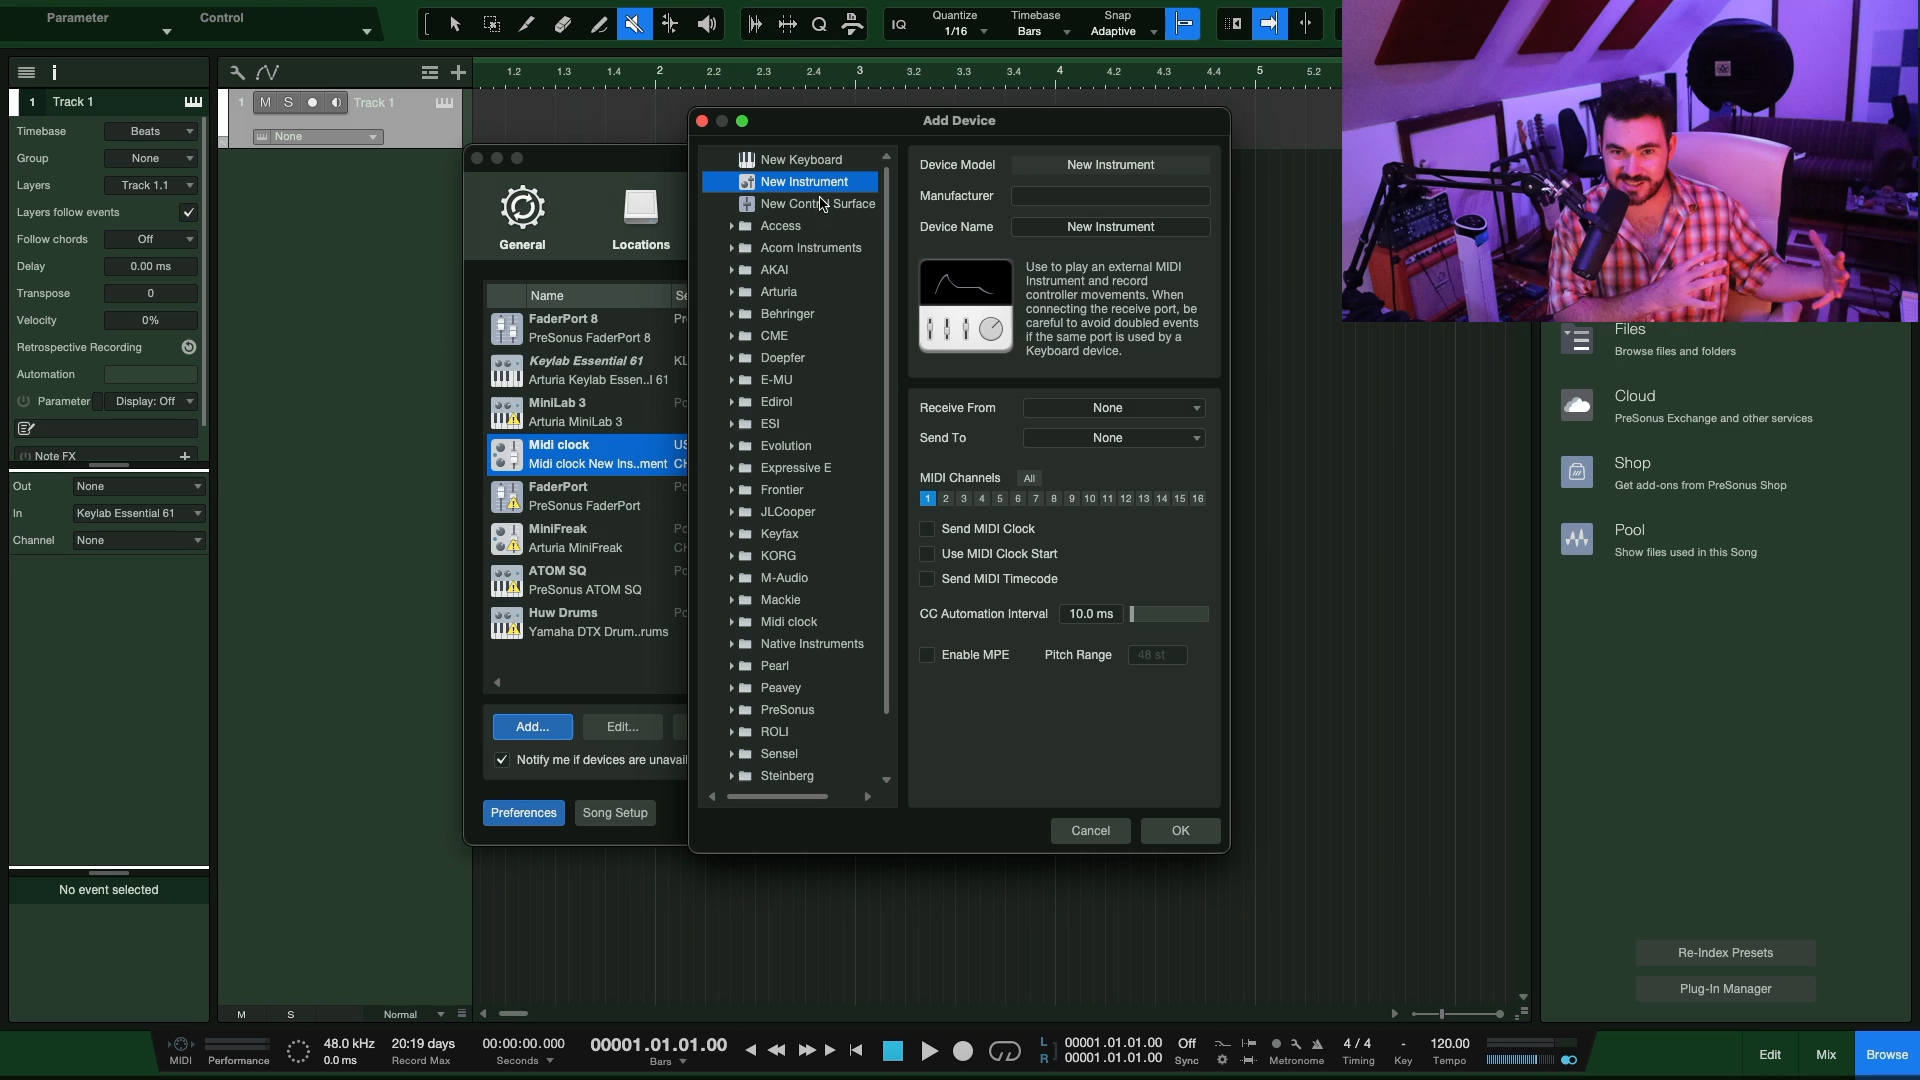 Parameter
Control
IQ
Quantize
1/16
Timebase
Bars
Snap
Adaptive
i
1 Track 1
Timebase Beats
Group None
Layers Track 1.1
Layers follow events
Follow chords Off
Delay 0.00 ms
Transpose 0
Velocity 0%
Retrospective Recording
Automation
Parameter Display: Off
Note FX
Out None
In Keylab Essential 61
Channel None
No event selected
1 M S Track 1
None
1.2 1.3 1.4 2 2.2 2.3 2.4 3 3.2 3.3 3.4 4 4.2 4.3 4.4 5 5.2
General
Locations
Name
FaderPort 8
PreSonus FaderPort 8
Keylab Essential 61
Arturia Keylab Essen..l 61
MiniLab 3
Arturia MiniLab 3
Midi clock
Midi clock New Ins..ment
FaderPort
PreSonus FaderPort
MiniFreak
Arturia MiniFreak
ATOM SQ
PreSonus ATOM SQ
Huw Drums
Yamaha DTX Drum..rums
Add...
Edit...
Notify me if devices are unavail
Preferences
Song Setup
Add Device
New Keyboard
New Instrument
New Control Surface
Access
Acorn Instruments
AKAI
Arturia
Behringer
CME
Doepfer
E-MU
Edirol
ESI
Evolution
Expressive E
Frontier
JLCooper
Keyfax
KORG
M-Audio
Mackie
Midi clock
Native Instruments
Pearl
Peavey
PreSonus
ROLI
Sensel
Steinberg
Device Model New Instrument
Manufacturer
Device Name New Instrument
Use to play an external MIDI
Instrument and record
controller movements. When
connecting the receive port, be
careful to avoid doubled events
if the same port is used by a
Keyboard device.
Receive From None
Send To None
MIDI Channels All
1 2 3 4 5 6 7 8 9 10 11 12 13 14 15 16
Send MIDI Clock
Use MIDI Clock Start
Send MIDI Timecode
CC Automation Interval 10.0 ms
Enable MPE Pitch Range 48 st
Cancel
OK
Files
Browse files and folders
Cloud
PreSonus Exchange and other services
Shop
Get add-ons from PreSonus Shop
Pool
Show files used in this Song
Re-Index Presets
Plug-In Manager
M S Normal
MIDI
Performance
48.0 kHz
0.0 ms
20:19 days
Record Max
00:00:00.000
Seconds
00001.01.01.00
Bars
L 00001.01.01.00
R 00001.01.01.00
Off
Sync
Metronome
4 / 4
Timing
-
Key
120.00
Tempo
Edit
Mix
Browse